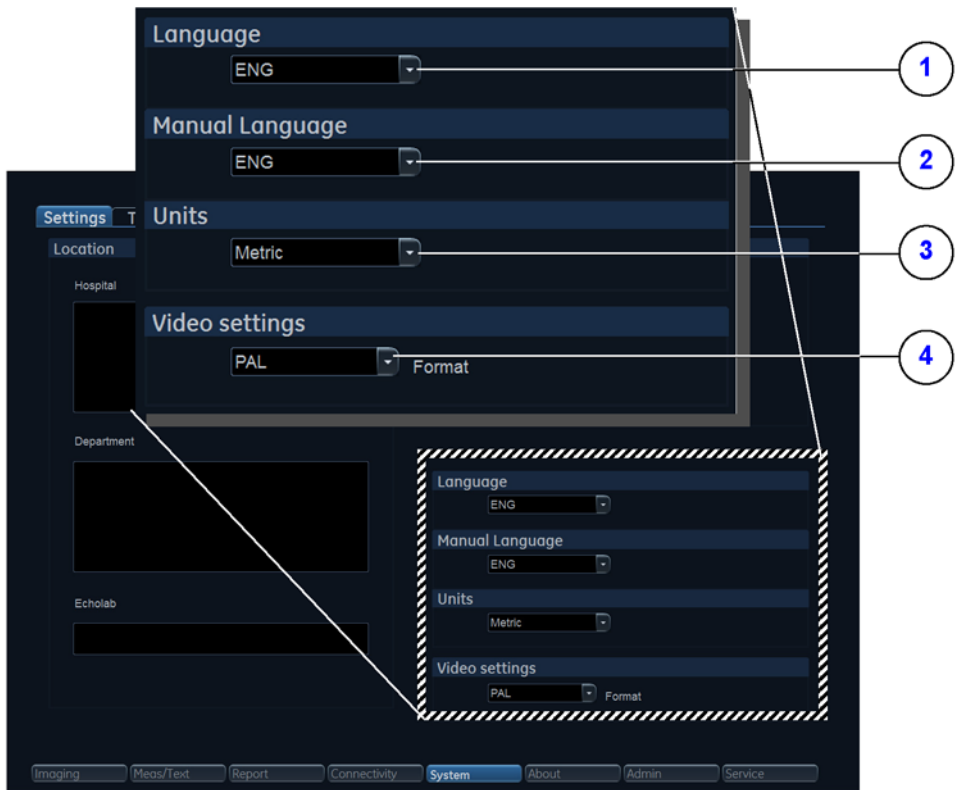 Language
ENG
1
Manual Language
ENG
2
Units
Metric
3
Video settings
PAL
Format
4
Settings
T
Location
Hospital
Department
Echolab
Language
ENG
Manual Language
ENG
Units
Metric
Video settings
PAL
Format
Imaging Meas/Text Report Connectivity System About Admin Service